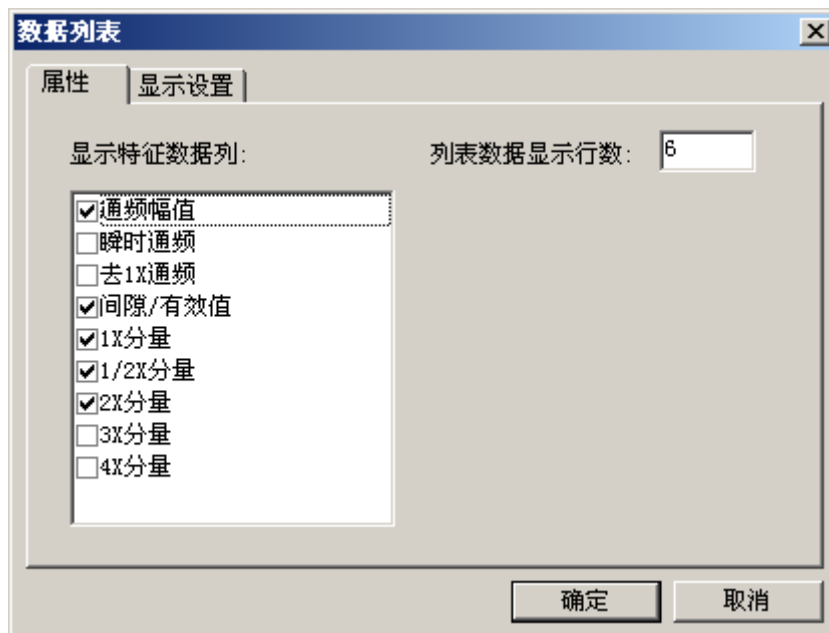 数据列表
属性
显示设置
显示特征数据列:
列表数据显示行数: 6
通频幅值
瞬时通频
去1X通频
间隙/有效值
1X分量
1/2X分量
2X分量
3X分量
4X分量
确定
取消